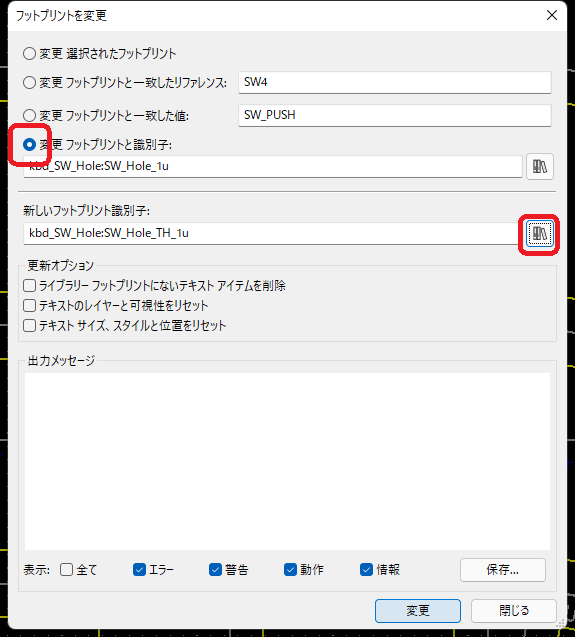 フットプリントを変更
変更 選択されたフットプリント
変更 フットプリントと一致したリファレンス: SW4
変更 フットプリントと一致した値: SW_PUSH
変更 フットプリントと識別子:
kbd_SW_Hole:SW_Hole_1u
新しいフットプリント識別子:
kbd_SW_Hole:SW_Hole_TH_1u
更新オプション
ライブラリー フットプリントにないテキスト アイテムを削除
テキストのレイヤーと可視性をリセット
テキスト サイズ、スタイルと位置をリセット
出力メッセージ
表示: 全て エラー 警告 動作 情報 保存...
変更 閉じる